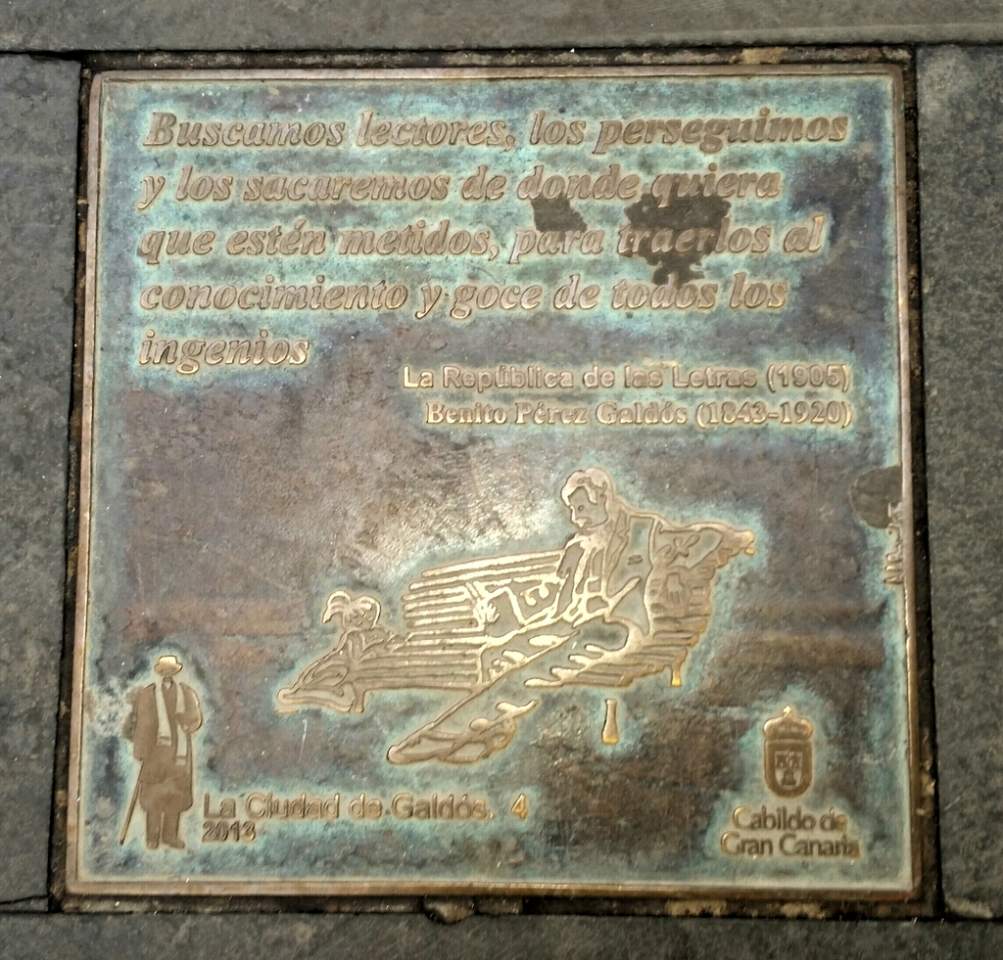 Buscamos lectores, los perseguimos
y los sacaremos de donde quiera
que estén metidos, para traerlos al
conocimiento y goce de todos los
ingenios
La República de las Letras (1905)
Benito Pérez Galdós (1843-1920)
La Ciudad de Galdós. 4
2013
Cabildo de
Gran Canaria